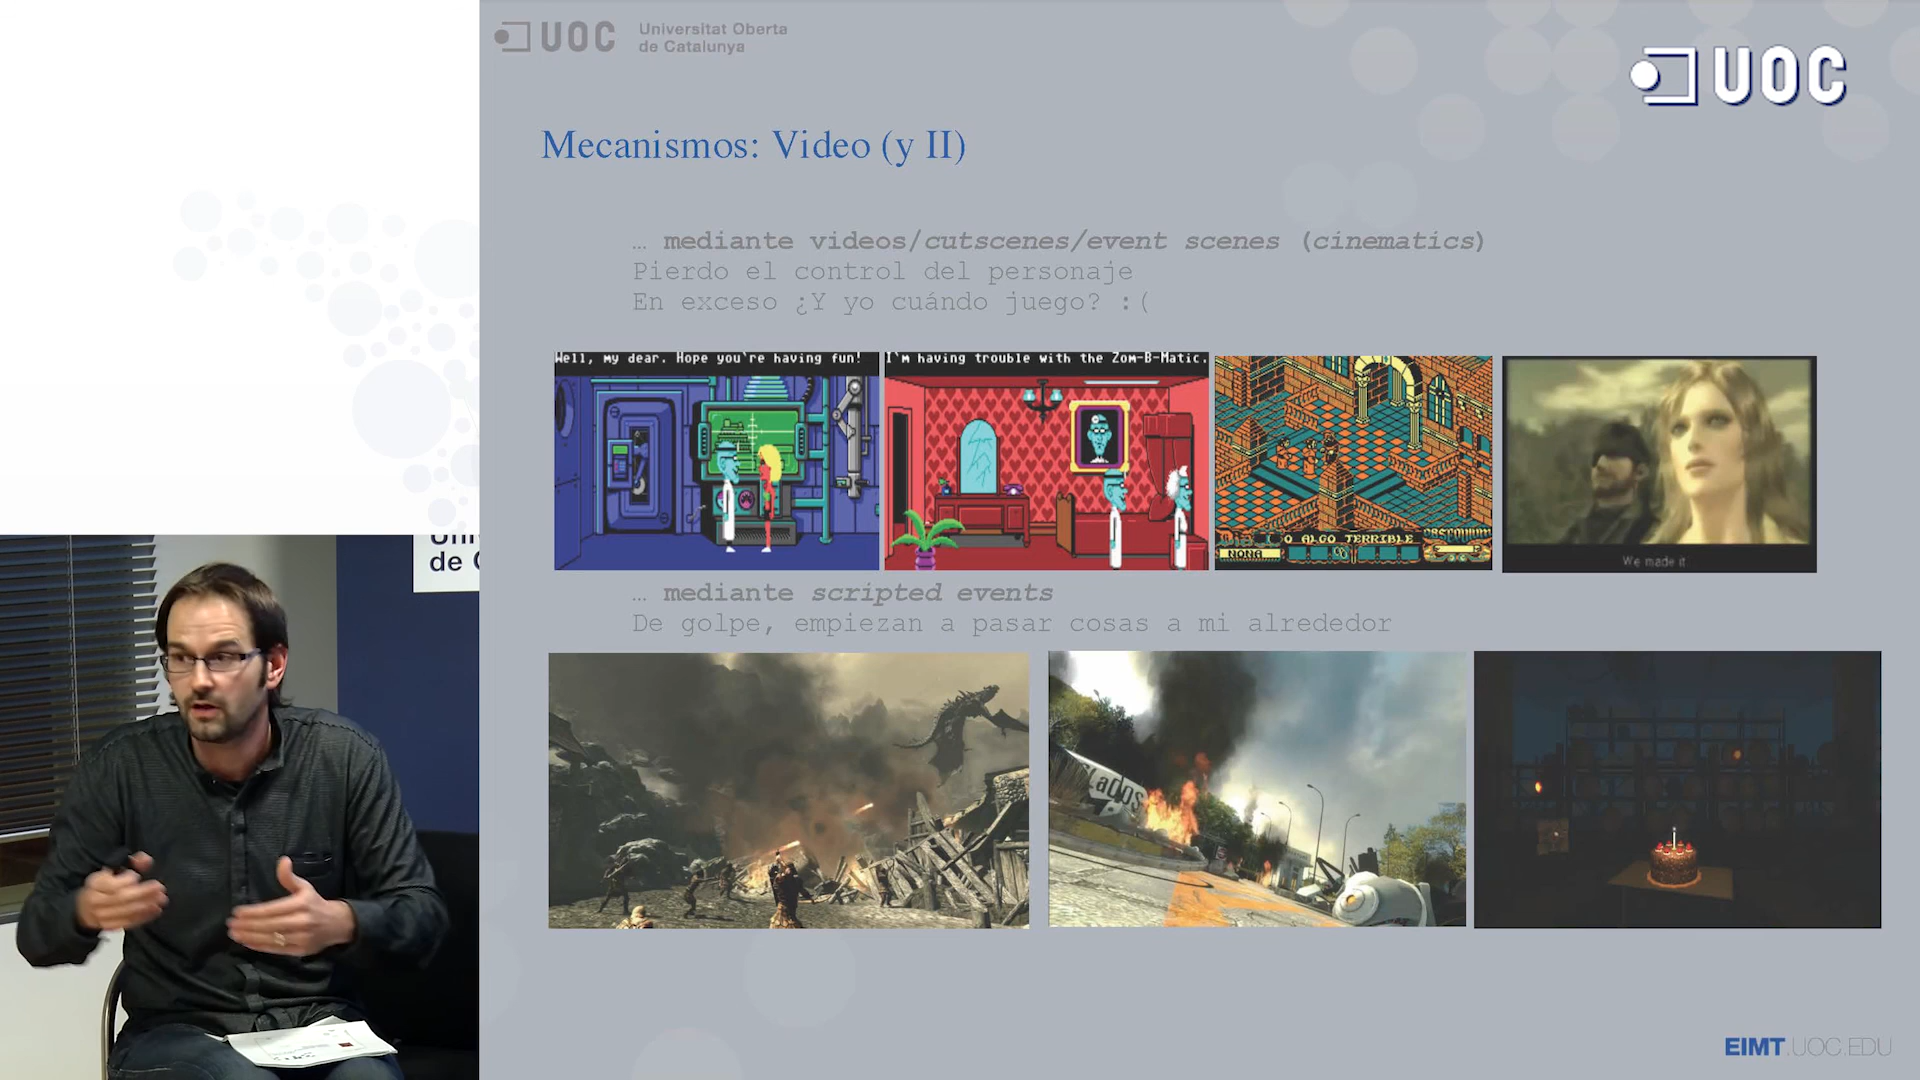 UOC
Universitat Oberta
de Catalunya
UOC
Mecanismos: Video (y II)
… mediante videos/cutscenes/event scenes (cinematics)
Pierdo el control del personaje
En exceso ¿Y yo cuándo juego? :(
Well, my dear. Hope you're having fun!
I'm having trouble with the Zom-B-Matic.
O ALGO TERRIBLE
NONA
OBSEQUIUM
We made it
… mediante scripted events
De golpe, empiezan a pasar cosas a mi alrededor
de C
EIMT.UOC.EDU